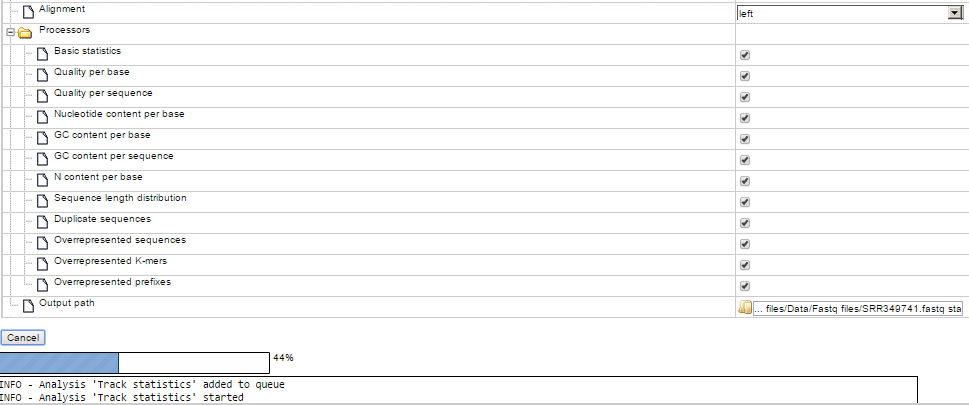 Alignment
left
Processors
Basic statistics
Quality per base
Quality per sequence
Nucleotide content per base
GC content per base
GC content per sequence
N content per base
Sequence length distribution
Duplicate sequences
Overrepresented sequences
Overrepresented K-mers
Overrepresented prefixes
Output path
... files/Data/Fastq files/SRR349741.fastq sta
Cancel
44%
INFO - Analysis 'Track statistics' added to queue
INFO - Analysis 'Track statistics' started